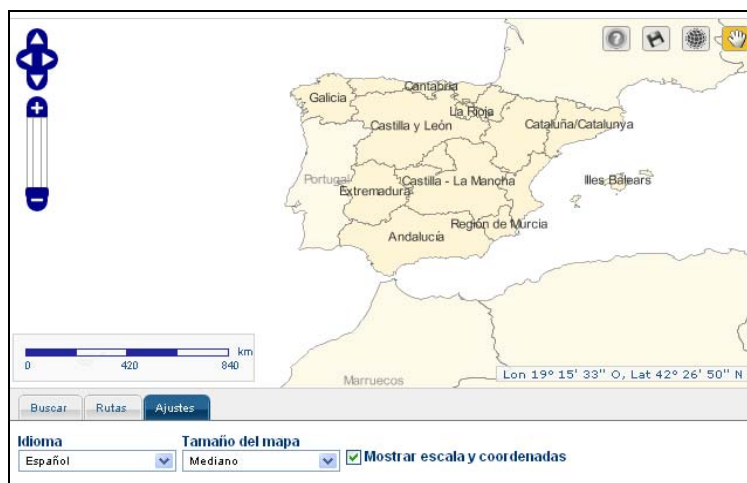 Cantabria
Galicia
La Rioja
Castilla y León
Cataluña/Catalunya
Portugal
Castilla - La Mancha
Illes Balears
Extremadura
Región de Murcia
Andalucía
km
0 420 840
Marruecos
Lon 19º 15' 33'' O, Lat 42º 26' 50'' N
Buscar Rutas Ajustes
Idioma Tamaño del mapa
Español Mediano Mostrar escala y coordenadas